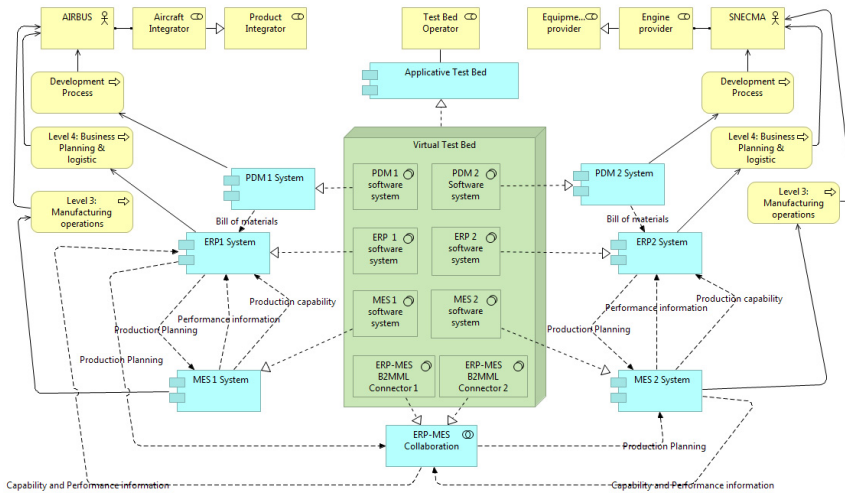 AIRBUS
Aircraft
Integrator
Product
Integrator
Test Bed
Operator
Equipme...
provider
Engine
provider
SNECMA
Applicative Test Bed
Development
Process
Development
Process
Level 4: Business
Planning &
logistic
Level 4: Business
Planning &
logistic
Virtual Test Bed
PDM 1 System
PDM 1
software
system
PDM 2
Software
system
PDM 2 System
Level 3:
Manufacturing
operations
Level 3:
Manufacturing
operations
Bill of materials
Bill of materials
ERP1 System
ERP 1
software
system
ERP 2
software
system
ERP2 System
Production capability
Performance information
Production Planning
MES 1
software
system
MES 2
software
system
Production capability
Performance information
Production Planning
Production Planning
MES 1 System
ERP-MES
B2MML
Connector1
ERP-MES
B2MML
Connector 2
MES 2 System
ERP-MES
Collaboration
Production Planning
Capability and Performance information
Capability and Performance information